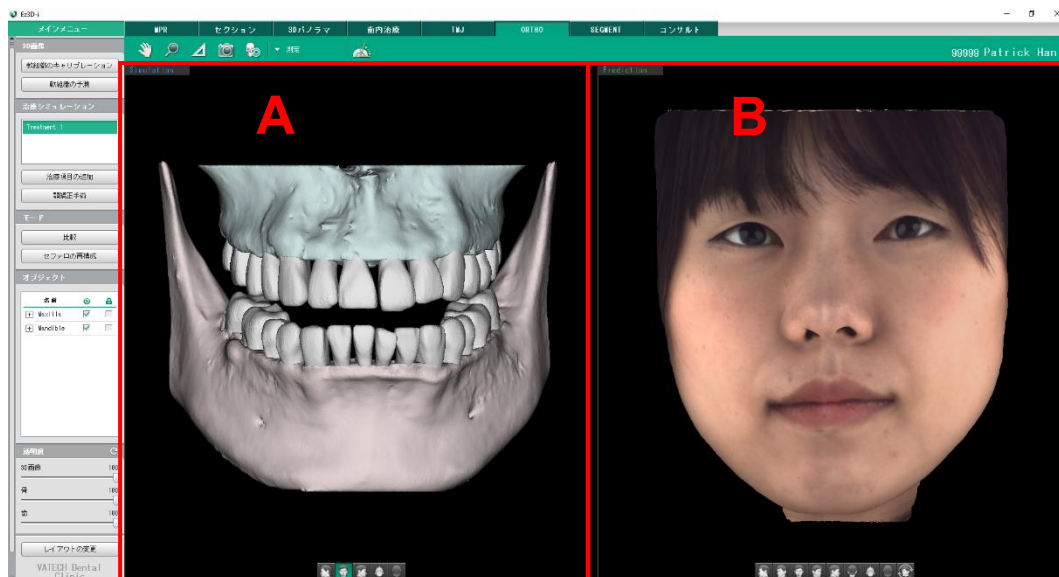 Ez3D-i
メインメニュー
MPR
セクション
3Dパノラマ
歯内治療
TMJ
ORTHO
SEGMENT
コンサルト
測定
99999 Patrick Han
3D画像
軟組織のキャリブレーション
軟組織の予測
治療シミュレーション
Treatment 1
治療項目の追加
顎矯正手術
モード
比較
セファロの再構成
オブジェクト
名前
Maxilla
Mandible
透明度
3D画像 100
骨 100
歯 100
レイアウトの変更
VATECH Dental
Clinic
Simulation
A
Prediction
B